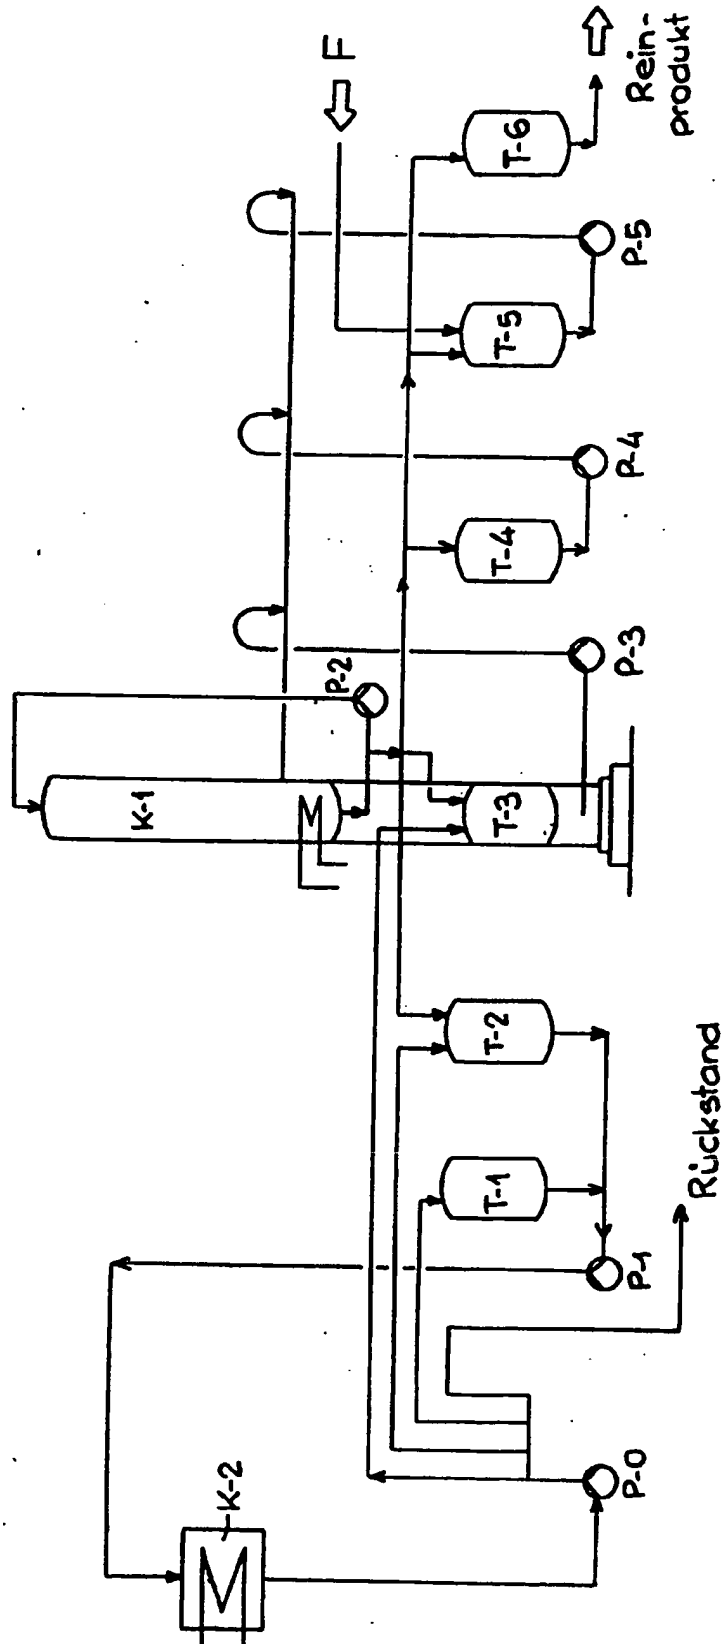 K-2
P-0
P-1
Rückstand
T-1
T-2
K-1
T-3
P-2
P-3
T-4
P-4
T-5
P-5
F
T-6
Rein-
produkt